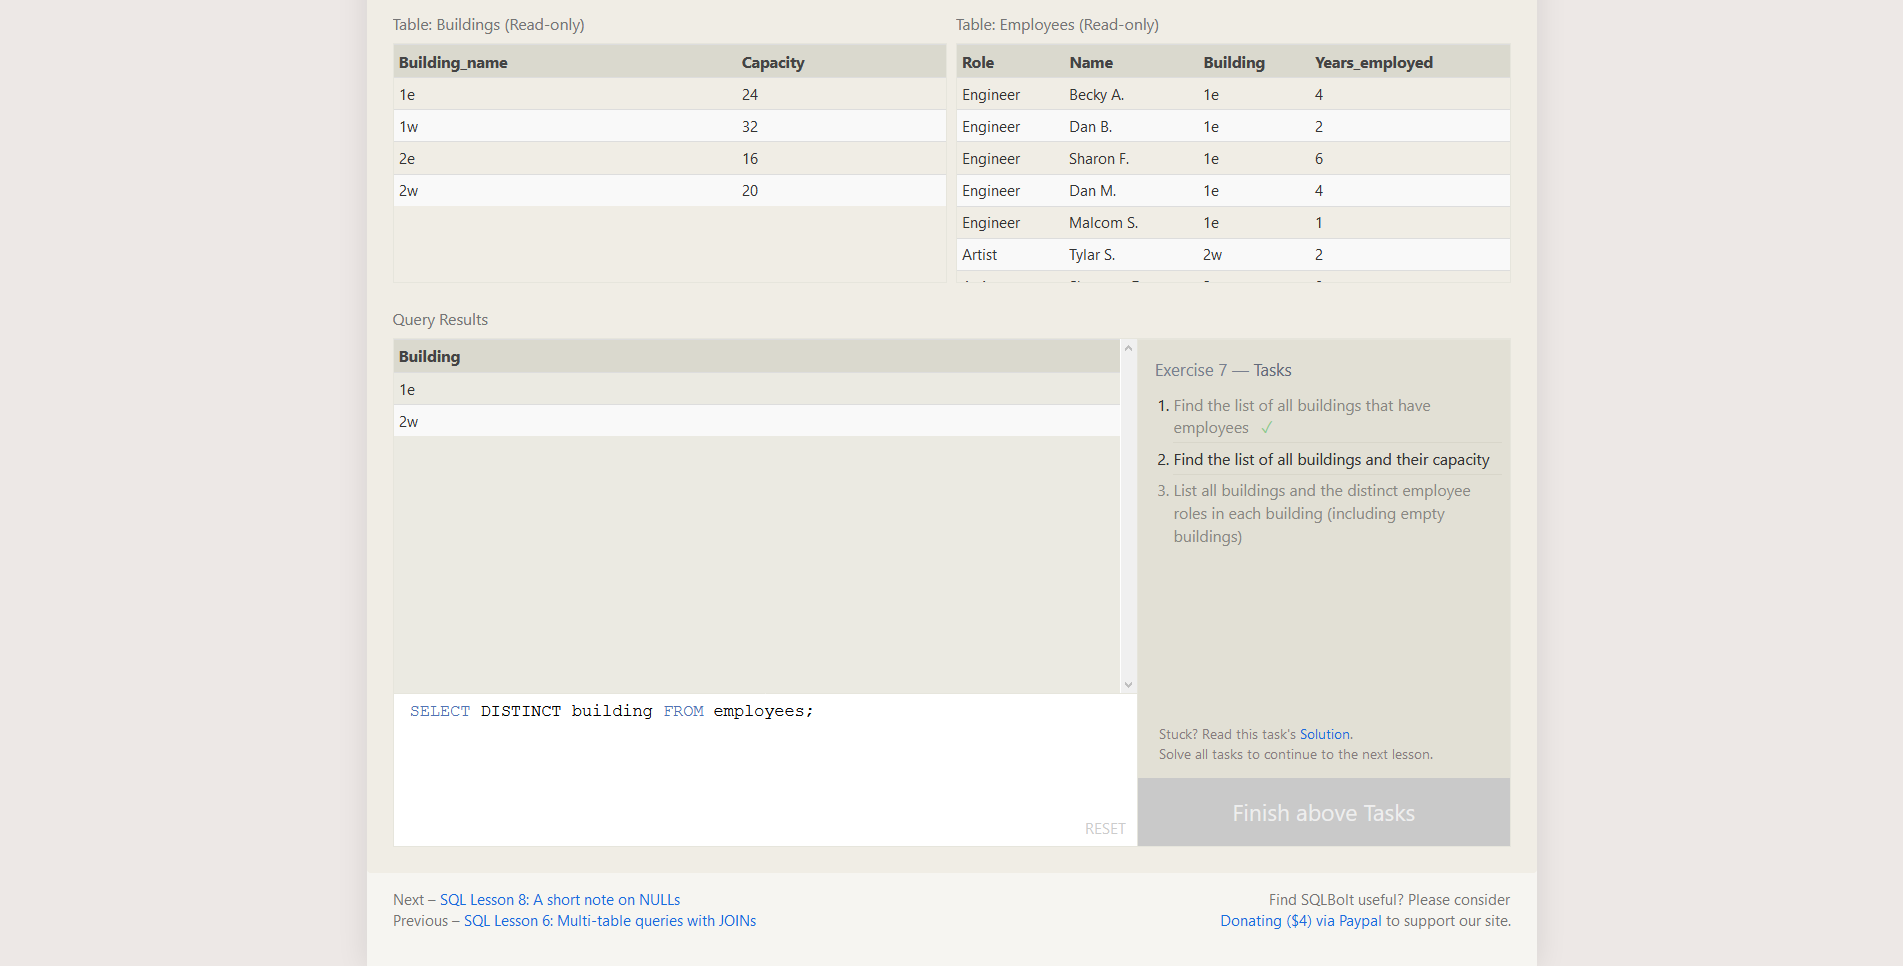 Table: Buildings (Read-only)
Building_name Capacity
1e 24
1w 32
2e 16
2w 20
Table: Employees (Read-only)
Role Name Building Years_employed
Engineer Becky A. 1e 4
Engineer Dan B. 1e 2
Engineer Sharon F. 1e 6
Engineer Dan M. 1e 4
Engineer Malcom S. 1e 1
Artist Tylar S. 2w 2
Query Results
Building
1e
2w
SELECT DISTINCT building FROM employees;
RESET
Exercise 7 — Tasks
1. Find the list of all buildings that have
employees ✓
2. Find the list of all buildings and their capacity
3. List all buildings and the distinct employee
roles in each building (including empty
buildings)
Stuck? Read this task's Solution.
Solve all tasks to continue to the next lesson.
Finish above Tasks
Next – SQL Lesson 8: A short note on NULLs
Previous – SQL Lesson 6: Multi-table queries with JOINs
Find SQLBolt useful? Please consider
Donating ($4) via Paypal to support our site.